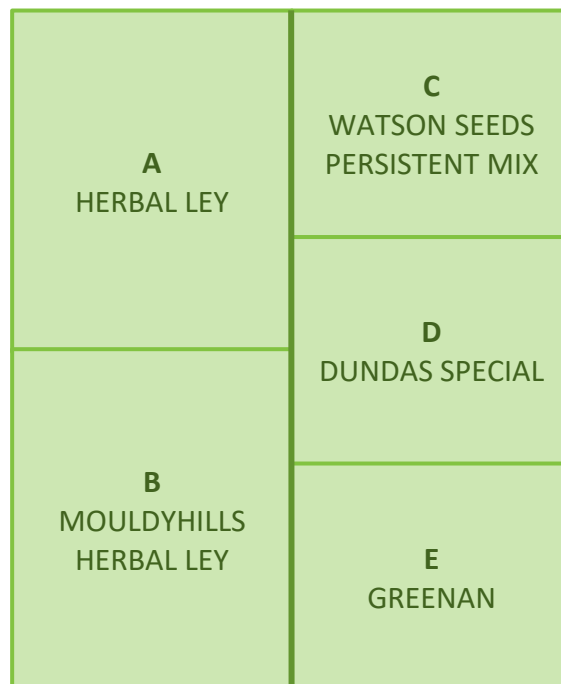 A
HERBAL LEY
B
MOULDYHILLS
HERBAL LEY
C
WATSON SEEDS
PERSISTENT MIX
D
DUNDAS SPECIAL
E
GREENAN